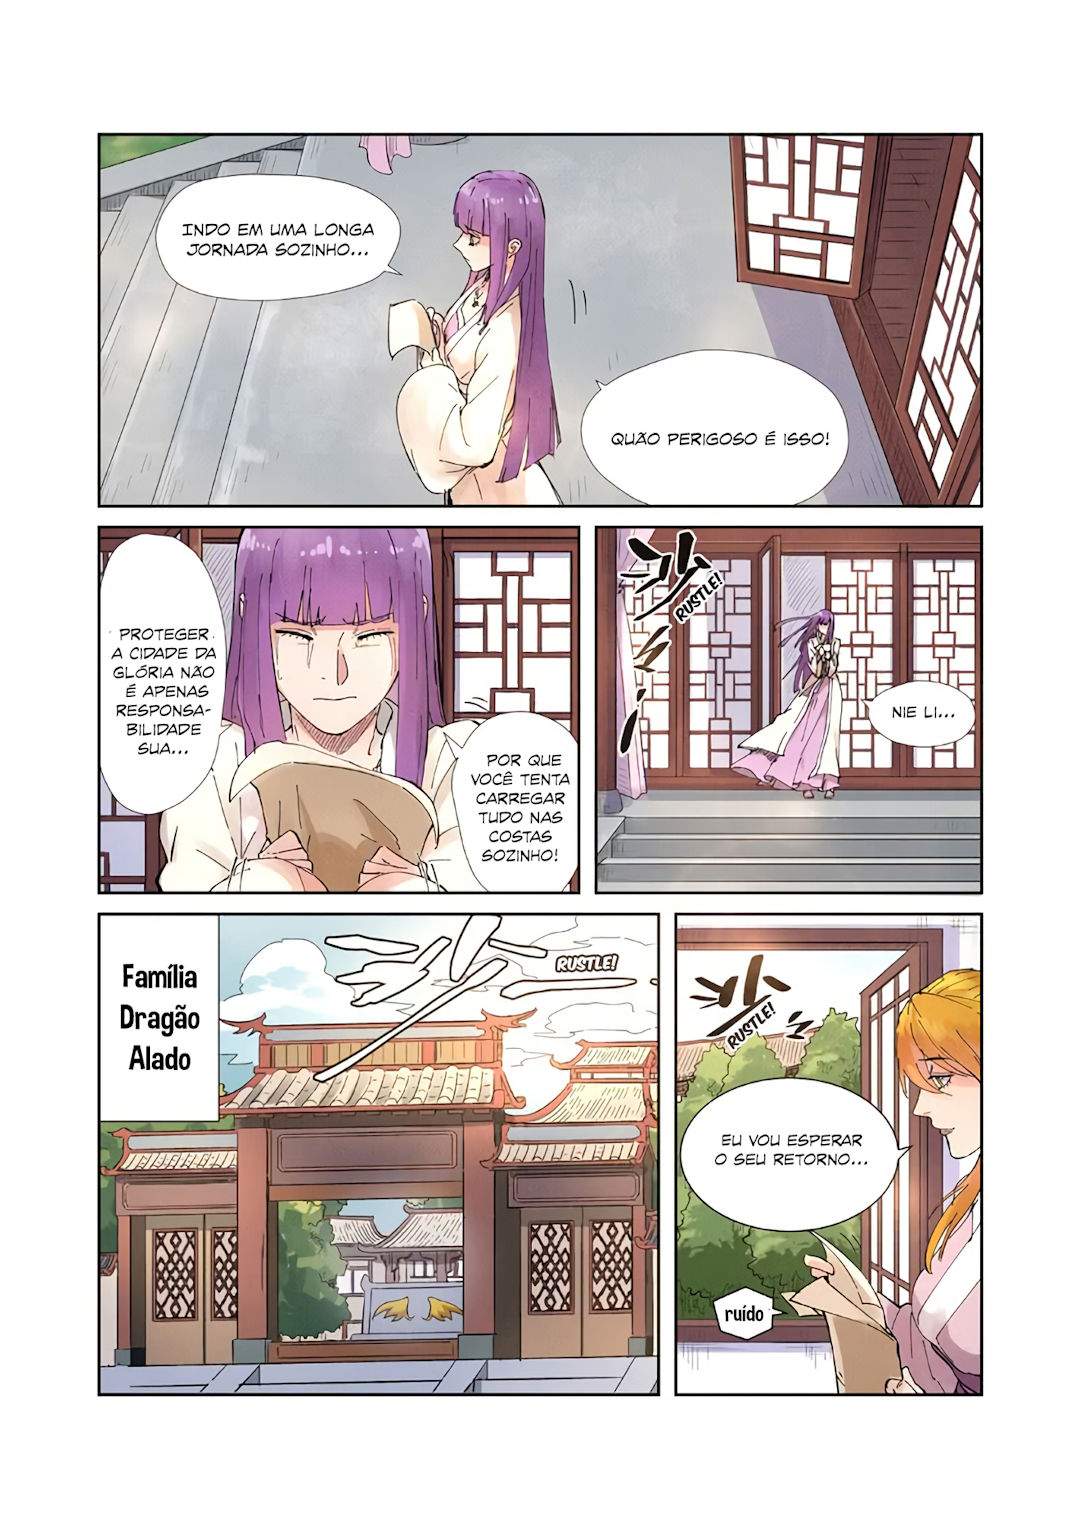 INDO EM UMA LONGA
JORNADA SOZINHO...
QUÃO PERIGOSO É ISSO!
PROTEGER
A CIDADE DA
GLÓRIA NÃO
É APENAS
RESPONSA-
BILIDADE
SUA...
POR QUE
VOCÊ TENTA
CARREGAR
TUDO NAS
COSTAS
SOZINHO!
RUSTLE!
NIE LI...
Família
Dragão
Alado
RUSTLE!
RUSTLE!
EU VOU ESPERAR
O SEU RETORNO...
ruído